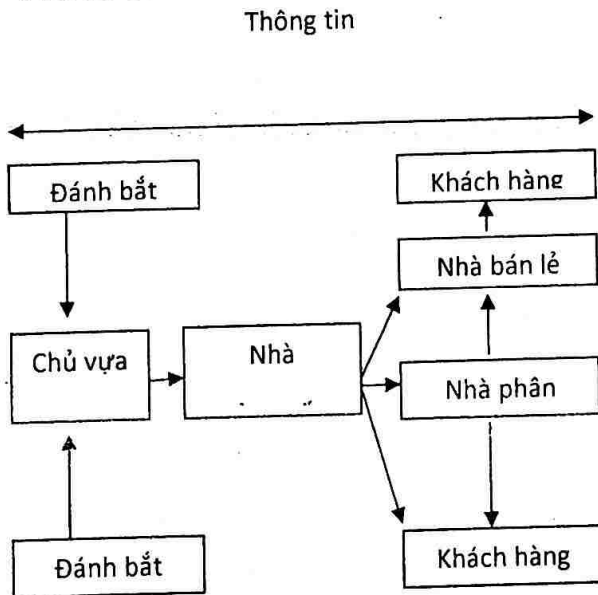 Thông tin
Đánh bắt
Khách hàng
Nhà bán lẻ
Chủ vựa
Nhà
Nhà phân
Khách hàng
Đánh bắt